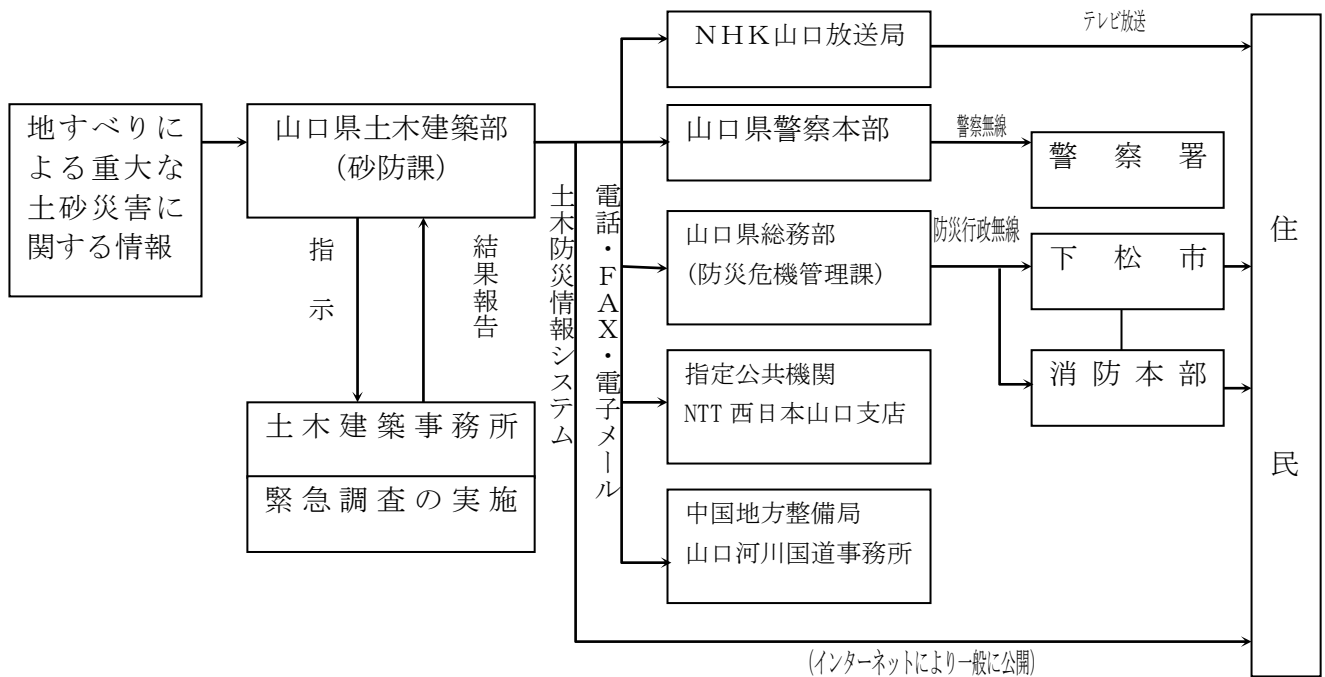 地すべりに
よる重大な
土砂災害に
関する情報
山口県土木建築部
(砂防課)
指示
結果報告
土木建築事務所
緊急調査の実施
土木防災情報システム
電話・FAX・電子メール
NHK山口放送局
テレビ放送
山口県警察本部
警察無線
警察署
山口県総務部
(防災危機管理課)
防災行政無線
下松市
消防本部
指定公共機関
NTT西日本山口支店
中国地方整備局
山口河川国道事務所
(インターネットにより一般に公開)
住民